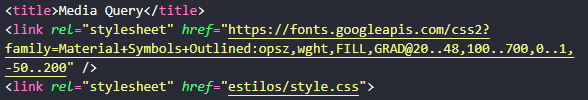 <title>Media Query</title>
<link rel="stylesheet" href="https://fonts.googleapis.com/css2?
family=Material+Symbols+Outlined:opsz,wght,FILL,GRAD@20..48,100..700,0..1,
-50..200" />
<link rel="stylesheet" href="estilos/style.css">